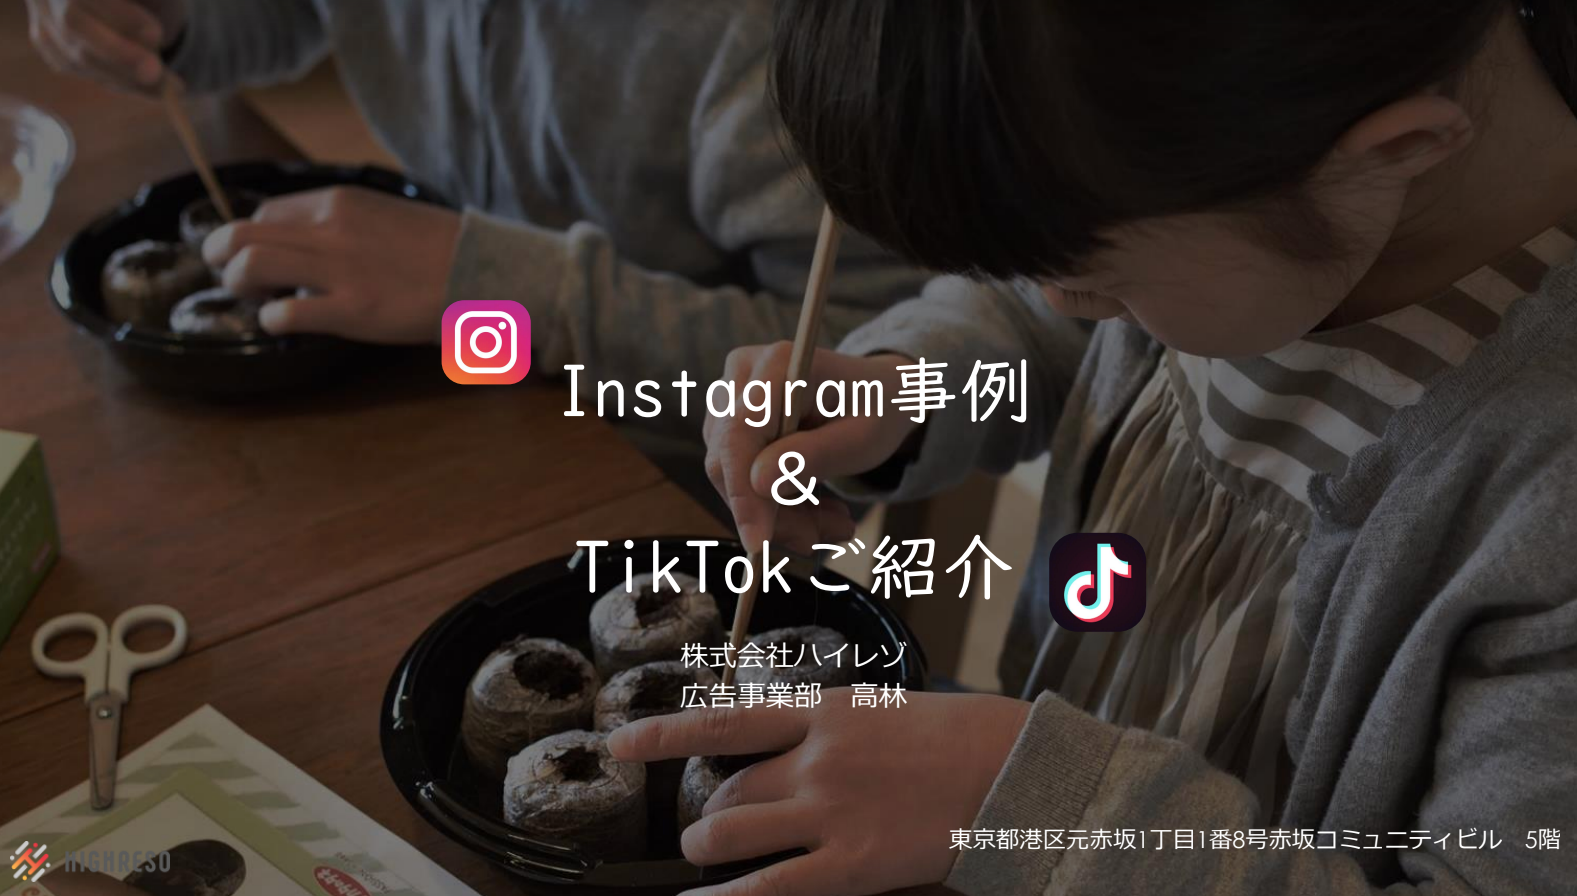 Instagram事例
&
TikTokご紹介
株式会社ハイレゾ
広告事業部　高林
東京都港区元赤坂1丁目1番8号赤坂コミュニティビル　5階
HIGHRESO